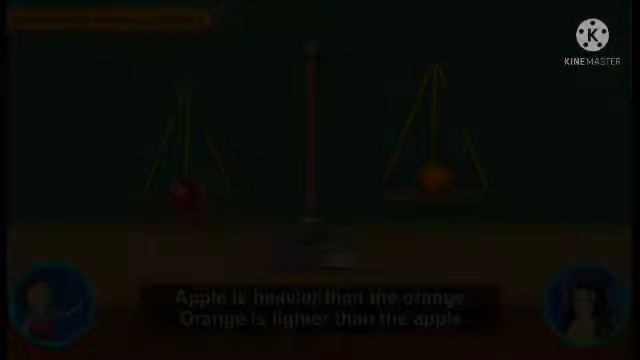 KINEMASTER
Apple is heavier than the orange
Orange is lighter than the apple